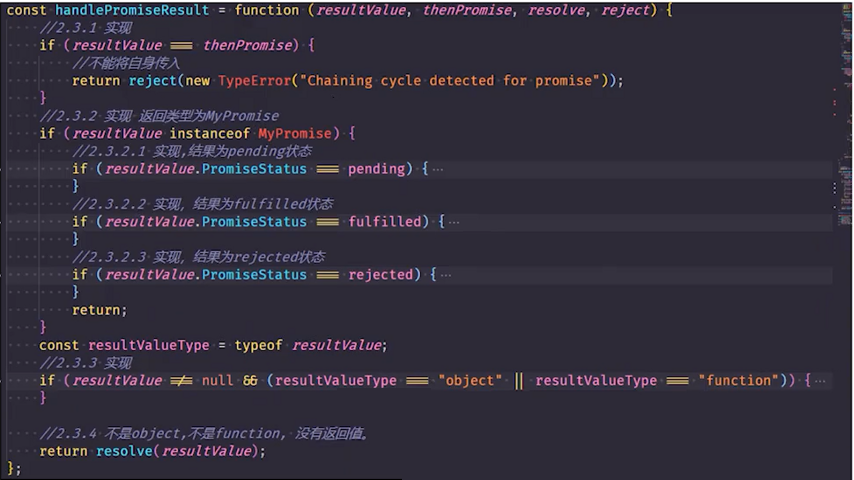 const handlePromiseResult = function (resultValue, thenPromise, resolve, reject) {
//2.3.1 实现
if (resultValue === thenPromise) {
//不能将自身传入
return reject(new TypeError("Chaining cycle detected for promise"));
}
//2.3.2 实现 返回类型为MyPromise
if (resultValue instanceof MyPromise) {
//2.3.2.1 实现,结果为pending状态
if (resultValue.PromiseStatus === pending) {···
}
//2.3.2.2 实现, 结果为fulfilled状态
if (resultValue.PromiseStatus === fulfilled) {···
}
//2.3.2.3 实现, 结果为rejected状态
if (resultValue.PromiseStatus === rejected) {···
}
return;
}
const resultValueType = typeof resultValue;
//2.3.3 实现
if (resultValue !== null && (resultValueType === "object" || resultValueType === "function")) {···
}
//2.3.4 不是object,不是function, 没有返回值。
return resolve(resultValue);
};